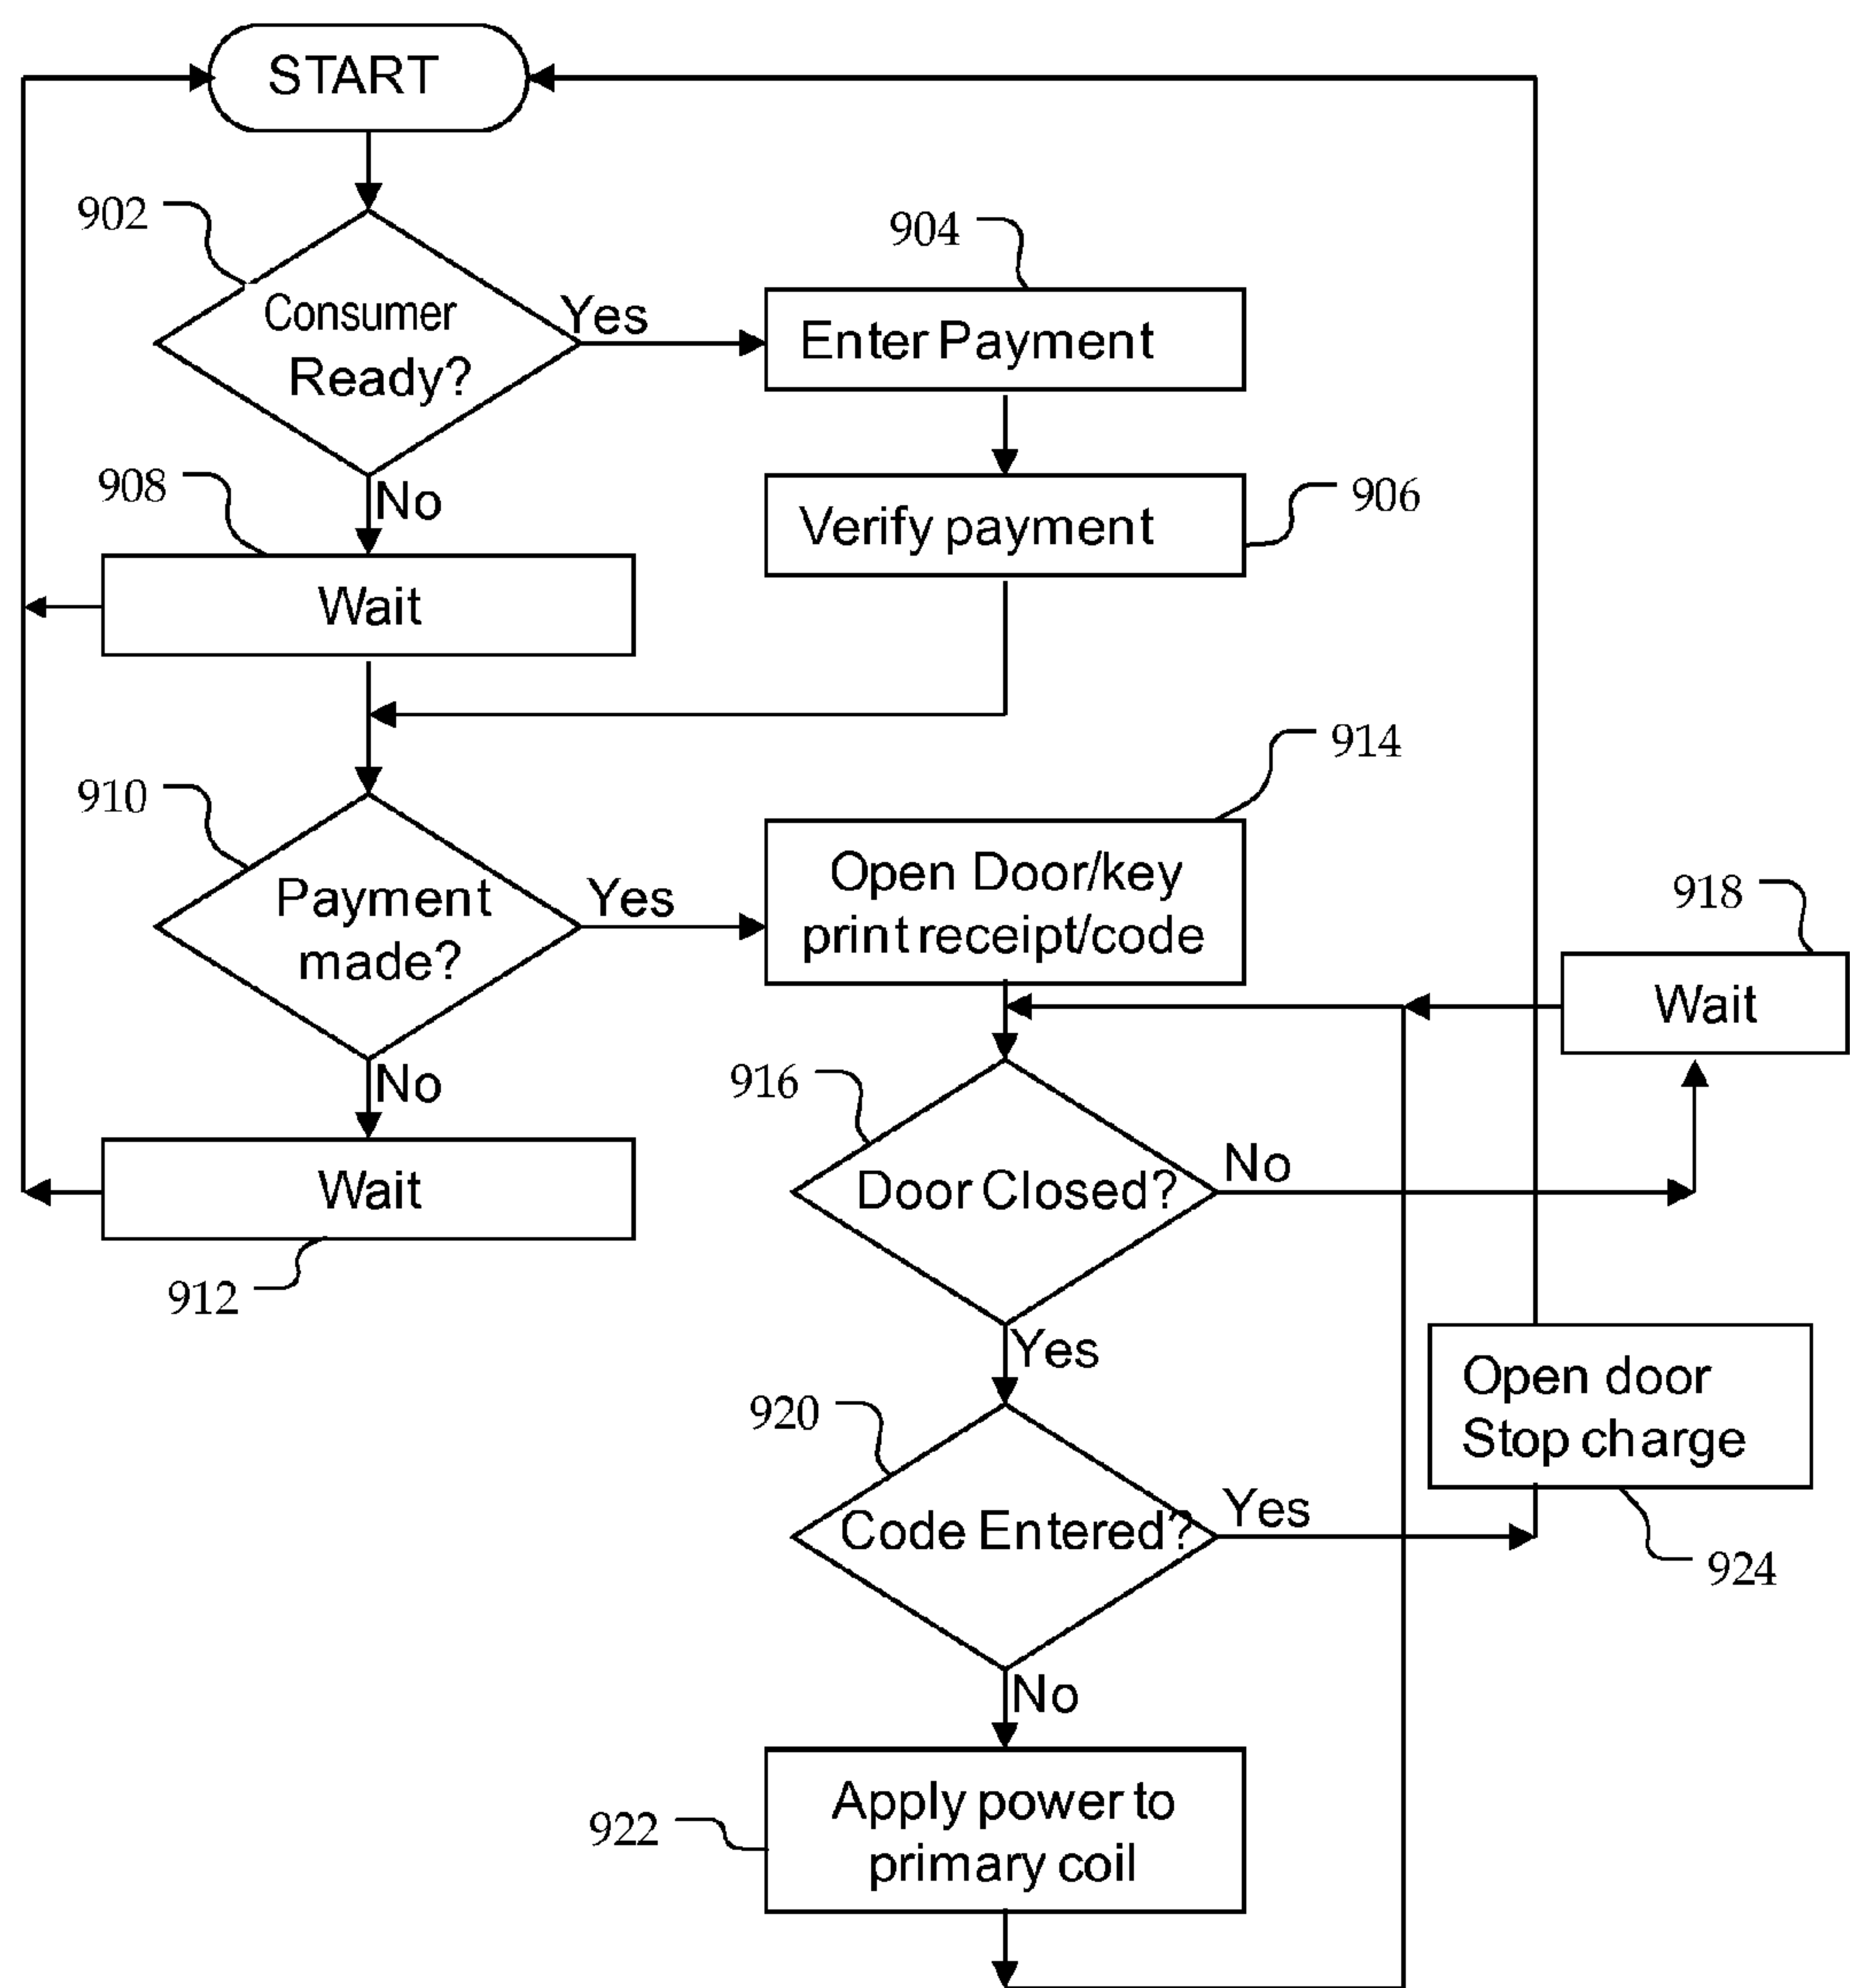 START
902
Consumer
Ready?
Yes
904
Enter Payment
906
Verify payment
No
908
Wait
910
Payment
made?
Yes
914
Open Door/key
print receipt/code
918
Wait
No
912
Wait
916
Door Closed?
No
Yes
920
Code Entered?
Yes
Open door
Stop charge
924
No
922
Apply power to
primary coil